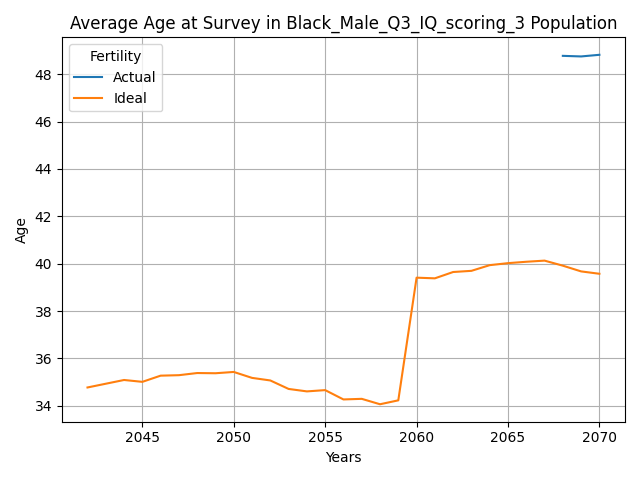 Average Age at Survey in Black_Male_Q3_IQ_scoring_3 Population
Fertility
Actual
Ideal
48
46
44
42
40
38
36
34
Age
2045 2050 2055 2060 2065 2070
Years